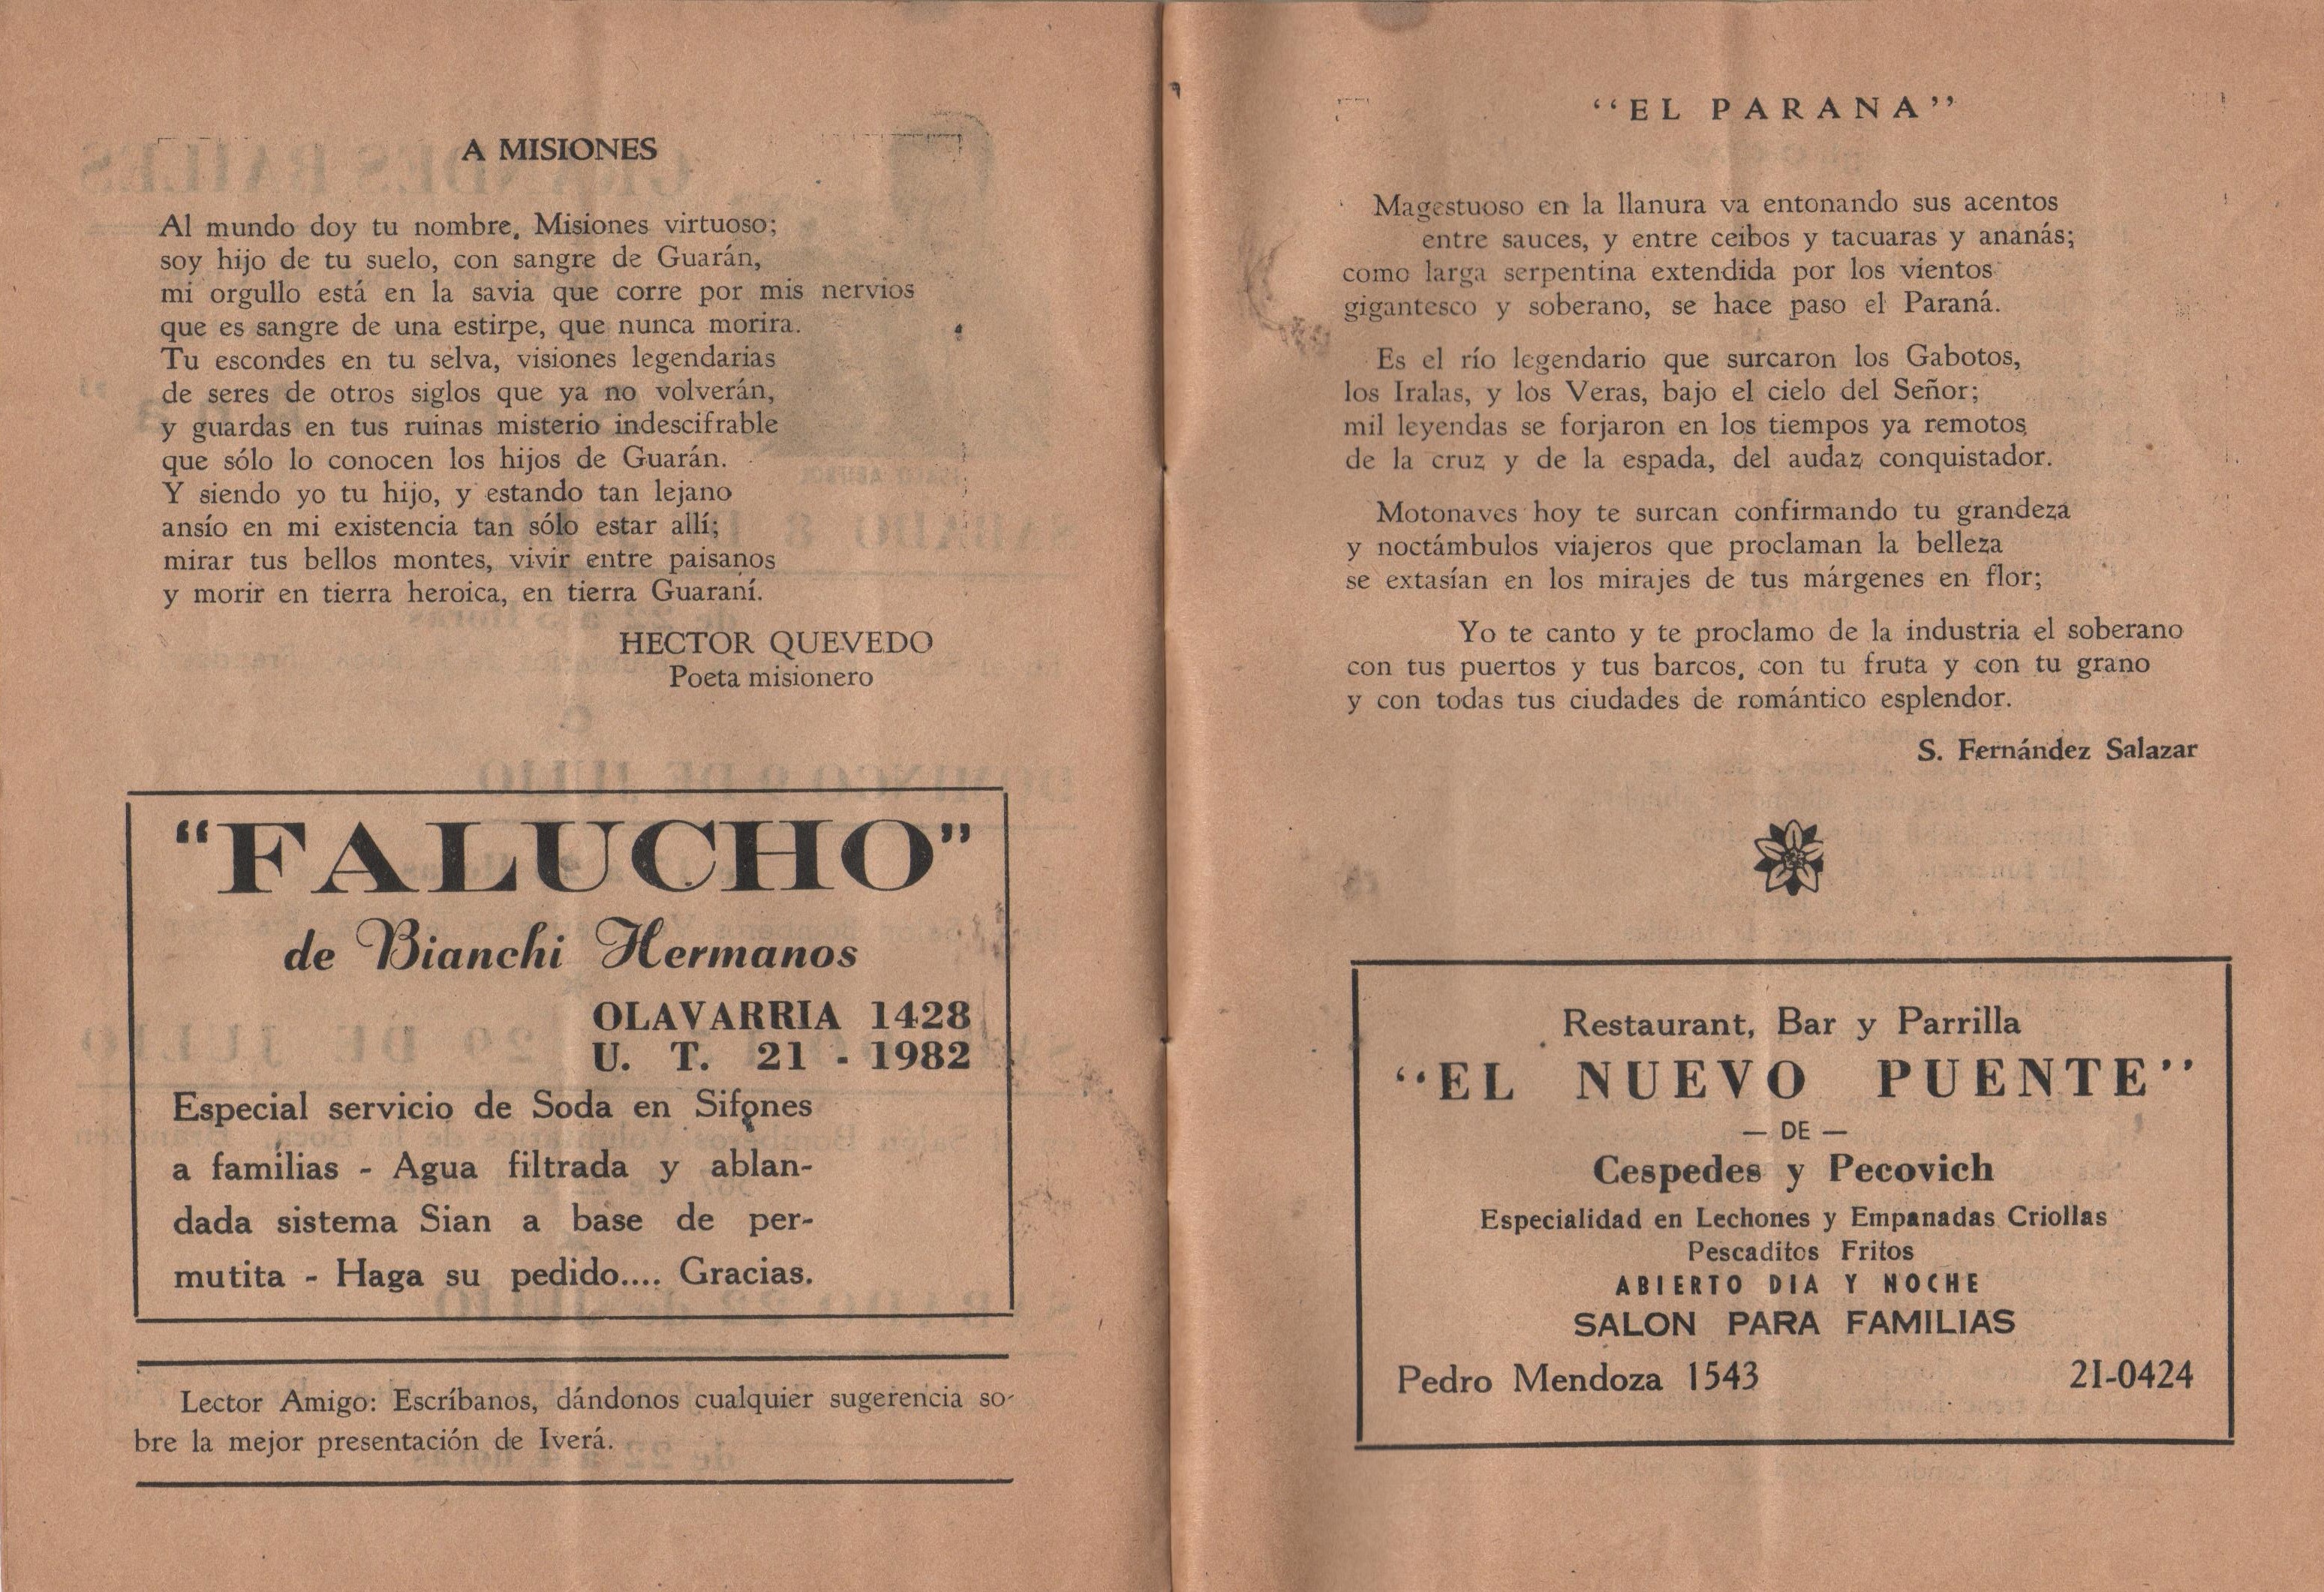 A MISIONES
Al mundo doy tu nombre. Misiones virtuoso;
soy hijo de tu suelo, con sangre de Guarán,
mi orgullo está en la savia que corre por mis nervios
que es sangre de una estirpe, que nunca morira.
Tu escondes en tu selva, visiones legendarias
de seres de otros siglos que ya no volverán,
y guardas en tus ruinas misterio indescifrable
que sólo lo conocen los hijos de Guarán.
Y siendo yo tu hijo, y estando tan lejano
ansío en mi existencia tan sólo estar allí;
mirar tus bellos montes, vivir entre paisanos
y morir en tierra heroica, en tierra Guaraní.
HECTOR QUEVEDO
Poeta misionero
"FALUCHO"
de Bianchi Hermanos
OLAVARRIA 1428
U. T. 21 - 1982
Especial servicio de Soda en Sifones
a familias - Agua filtrada y ablan-
dada sistema Sian a base de per-
mutita - Haga su pedido.... Gracias.
Lector Amigo: Escríbanos, dándonos cualquier sugerencia so-
bre la mejor presentación de Iverá.
"EL PARANA"
Magestuoso en la llanura va entonando sus acentos
entre sauces, y entre ceibos y tacuaras y ananás;
como larga serpentina extendida por los vientos
gigantesco y soberano, se hace paso el Paraná.
Es el río legendario que surcaron los Gabotos,
los Iralas, y los Veras, bajo el cielo del Señor;
mil leyendas se forjaron en los tiempos ya remotos
de la cruz y de la espada, del audaz conquistador.
Motonaves hoy te surcan confirmando tu grandeza
y noctámbulos viajeros que proclaman la belleza
se extasían en los mirajes de tus márgenes en flor;
Yo te canto y te proclamo de la industria el soberano
con tus puertos y tus barcos, con tu fruta y con tu grano
y con todas tus ciudades de romántico esplendor.
S. Fernández Salazar
Restaurant, Bar y Parrilla
"EL NUEVO PUENTE"
— DE —
Cespedes y Pecovich
Especialidad en Lechones y Empanadas Criollas
Pescaditos Fritos
ABIERTO DIA Y NOCHE
SALON PARA FAMILIAS
Pedro Mendoza 1543 21-0424